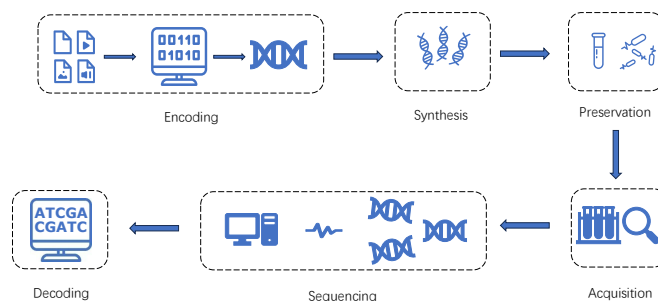 00110
01010
Encoding
Synthesis
Preservation
ATCGA
CGATC
Decoding
Sequencing
Acquisition